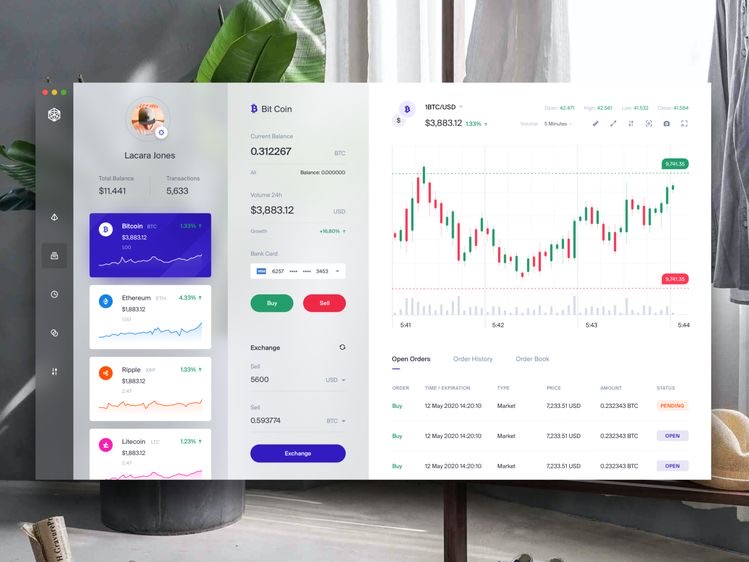 Lacara Jones
Total Balance
$11.441
Transactions
5,633
Bitcoin BTC 1.33%
$3,883.12
1.00
Ethereum ETH 4.33%
$1,883.12
1.00
Ripple XRP 1.33%
$1,883.12
2.47
Litecoin LTC 1.23%
$1,883.12
2.47
Bit Coin
Current Balance
0.312267 BTC
All Balance: 0.000000
Volume 24h
$3,883.12 USD
Growth +16.80%
Bank Card
VISA 6257 •••• •••• 3453
Buy Sell
Exchange
Sell
5600 USD
Sell
0.593774 BTC
Exchange
1BTC/USD
$3,883.12 1.33%
$
Open: 42.471 High: 42.561 Low: 41.532 Close: 41.584
Volume: 5 Minutes
9,741.35
9,741.35
5:41 5:42 5:43 5:44
Open Orders Order History Order Book
ORDER TIME / EXPIRATION TYPE PRICE AMOUNT STATUS
Buy 12 May 2020 14:20:10 Market 7,233.51 USD 0.232343 BTC PENDING
Buy 12 May 2020 14:20:10 Market 7,233.51 USD 0.232343 BTC OPEN
Buy 12 May 2020 14:20:10 Market 7,233.51 USD 0.232343 BTC OPEN